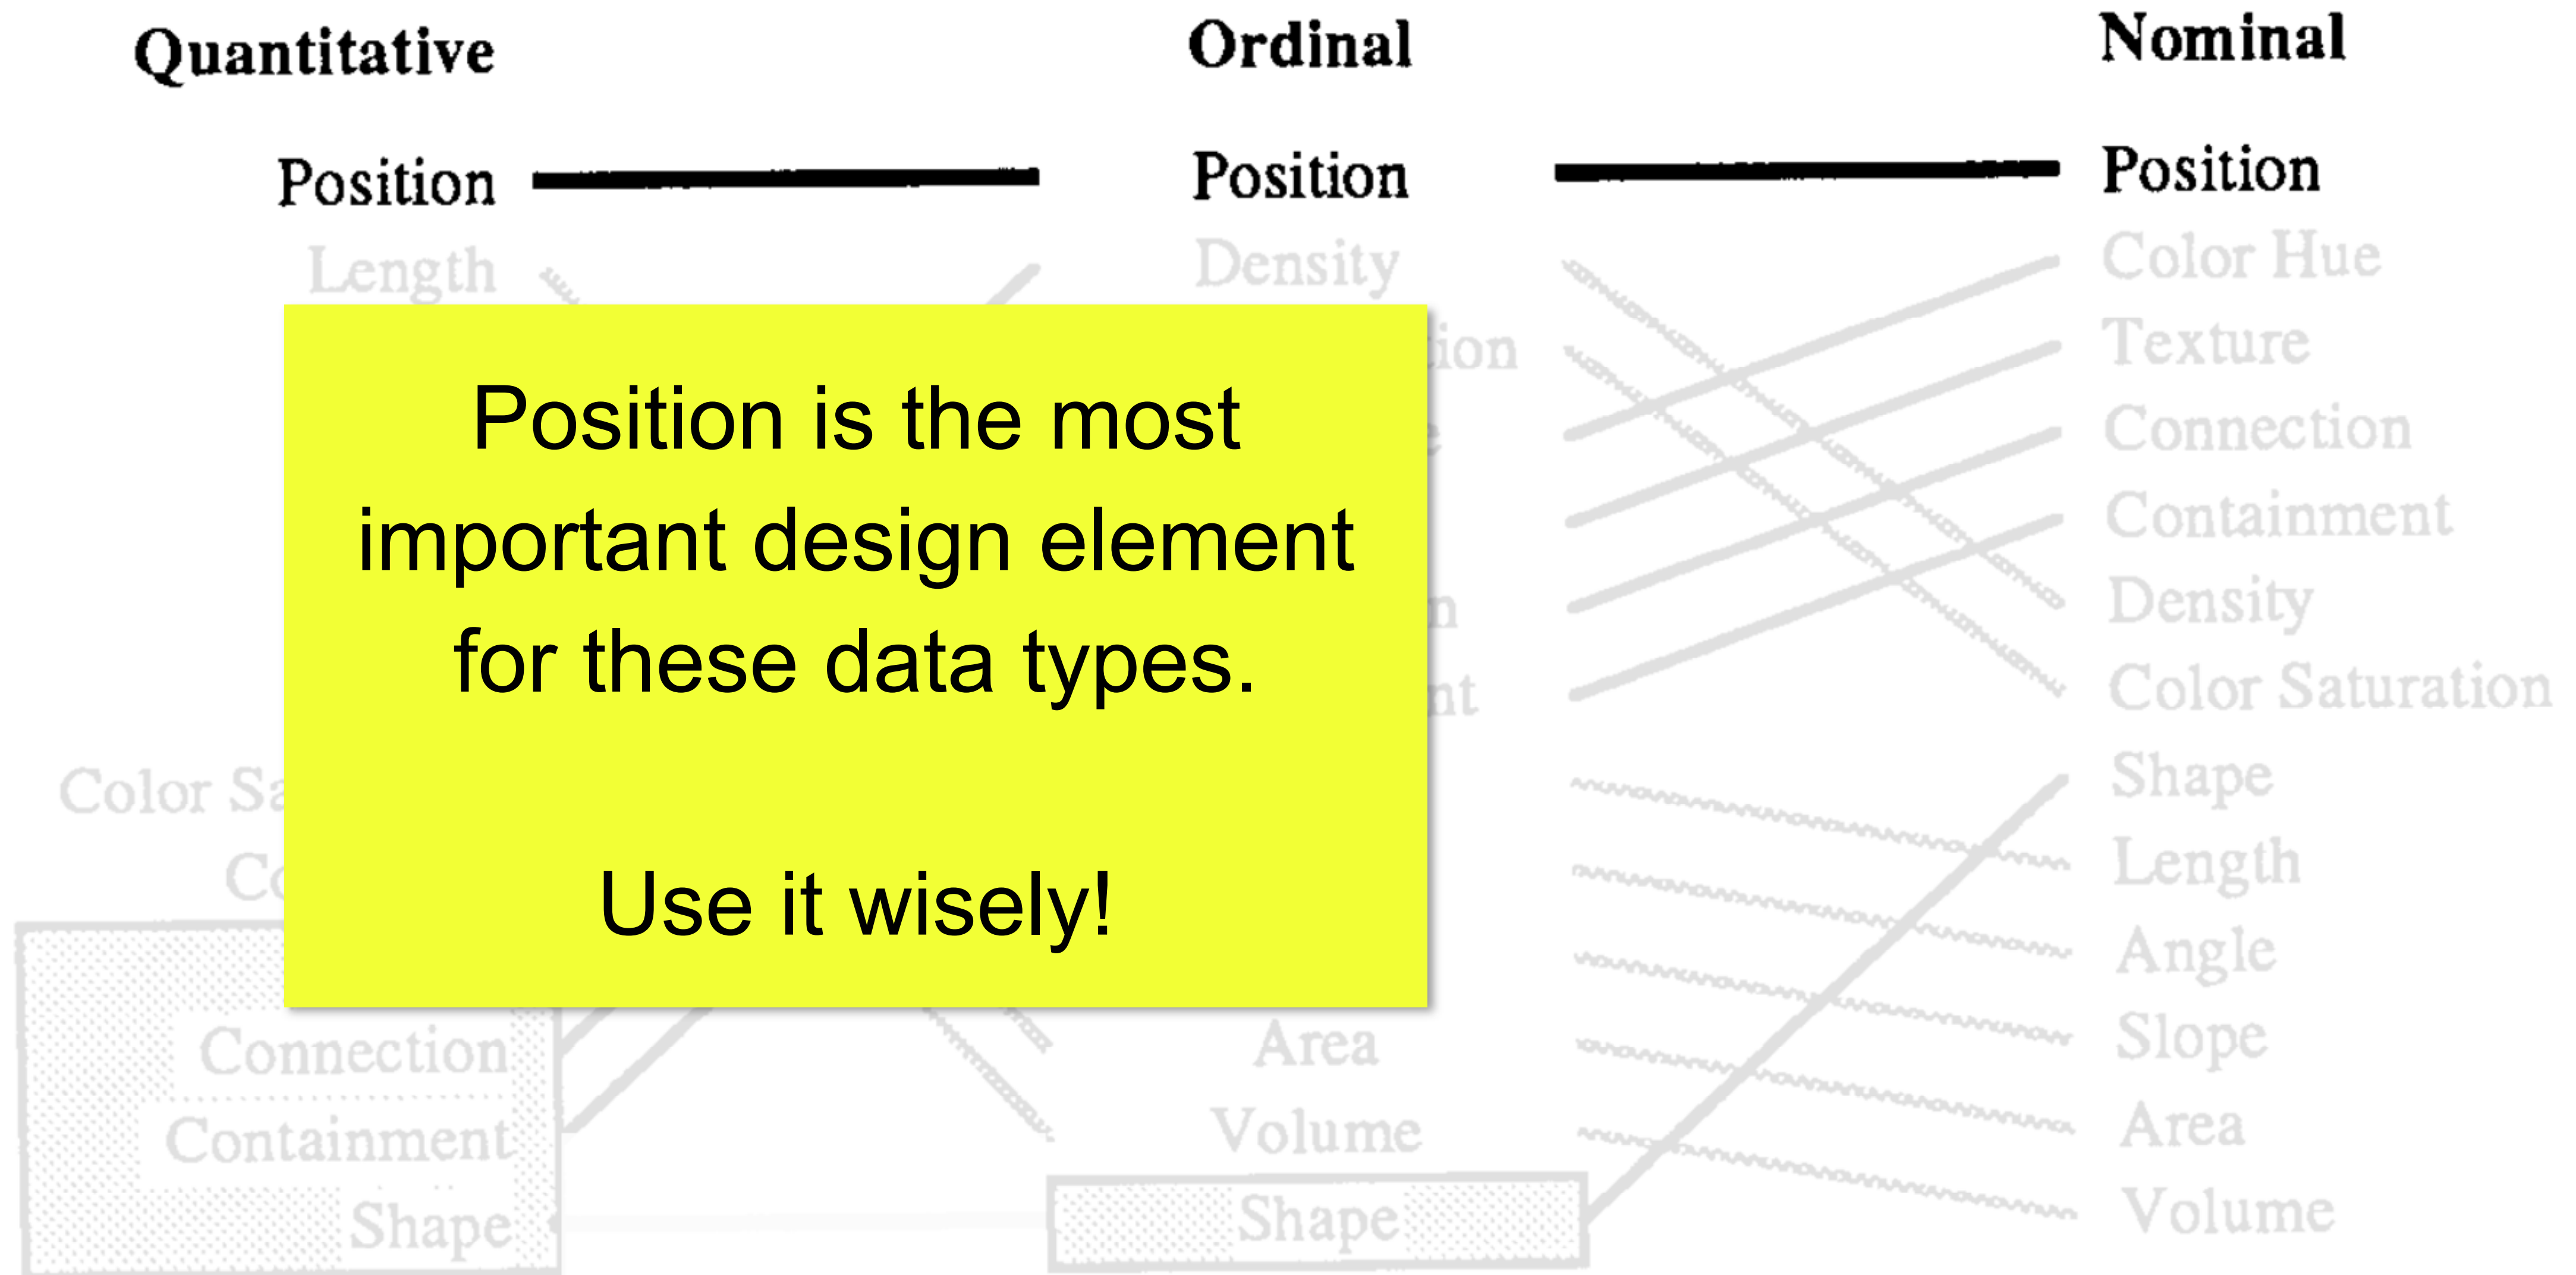 Quantitative
Ordinal
Nominal
Position
Position
Position
Length
Density
Color Hue
Texture
Connection
Containment
Density
Color Saturation
Shape
Length
Angle
Slope
Area
Volume
Position is the most
important design element
for these data types.
Use it wisely!
Color
Connection
Containment
Shape
Area
Volume
Shape